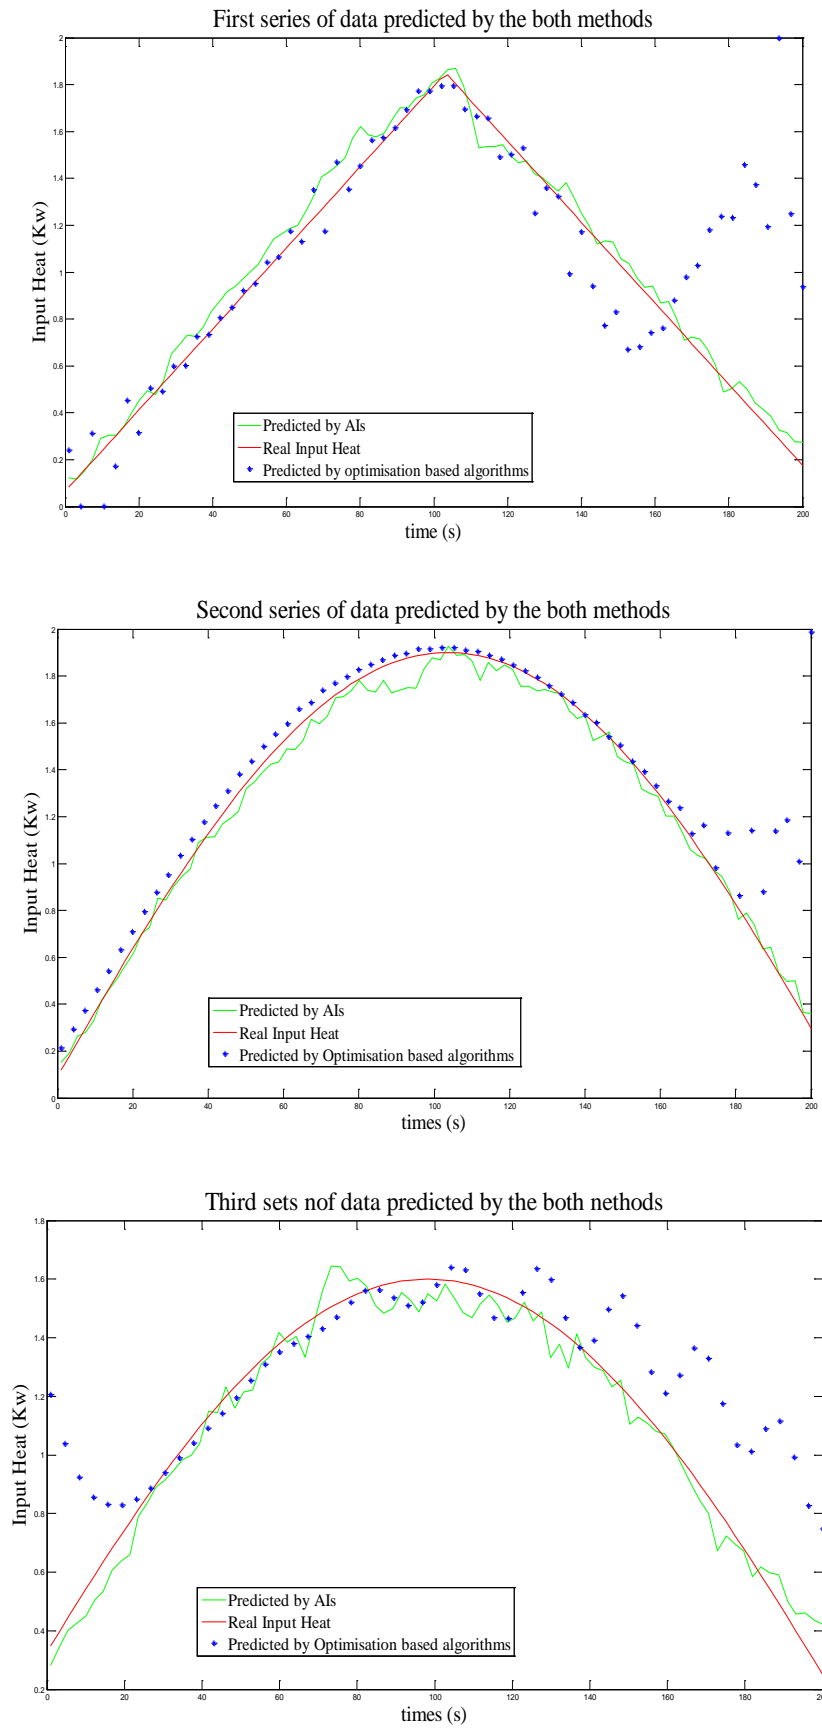 First series of data predicted by the both methods
2
1.8
1.6
1.4
1.2
1
0.8
0.6
0.4
0.2
0
Input Heat (Kw)
Predicted by AIs
Real Input Heat
Predicted by optimisation based algorithms
0 20 40 60 80 100 120 140 160 180 200
time (s)
Second series of data predicted by the both methods
2
1.8
1.6
1.4
1.2
1
0.8
0.6
0.4
0.2
0
Input Heat (Kw)
Predicted by AIs
Real Input Heat
Predicted by Optimisation based algorithms
0 20 40 60 80 100 120 140 160 180 200
times (s)
Third sets nof data predicted by the both nethods
1.8
1.6
1.4
1.2
1
0.8
0.6
0.4
0.2
Input Heat (Kw)
Predicted by AIs
Real Input Heat
Predicted by Optimisation based algorithms
0 20 40 60 80 100 120 140 160 180 200
times (s)